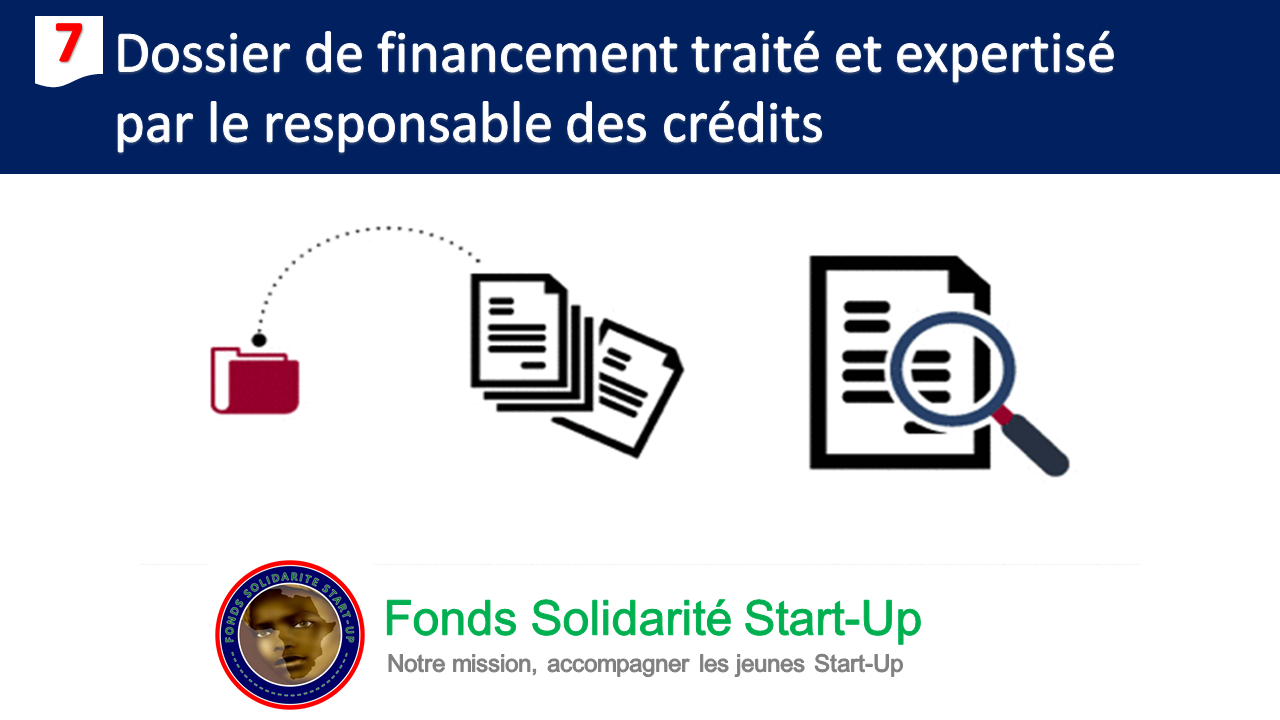 7
Dossier de financement traité et expertisé
par le responsable des crédits
FONDS SOLIDARITE START-UP
Fonds Solidarité Start-Up
Notre mission, accompagner les jeunes Start-Up